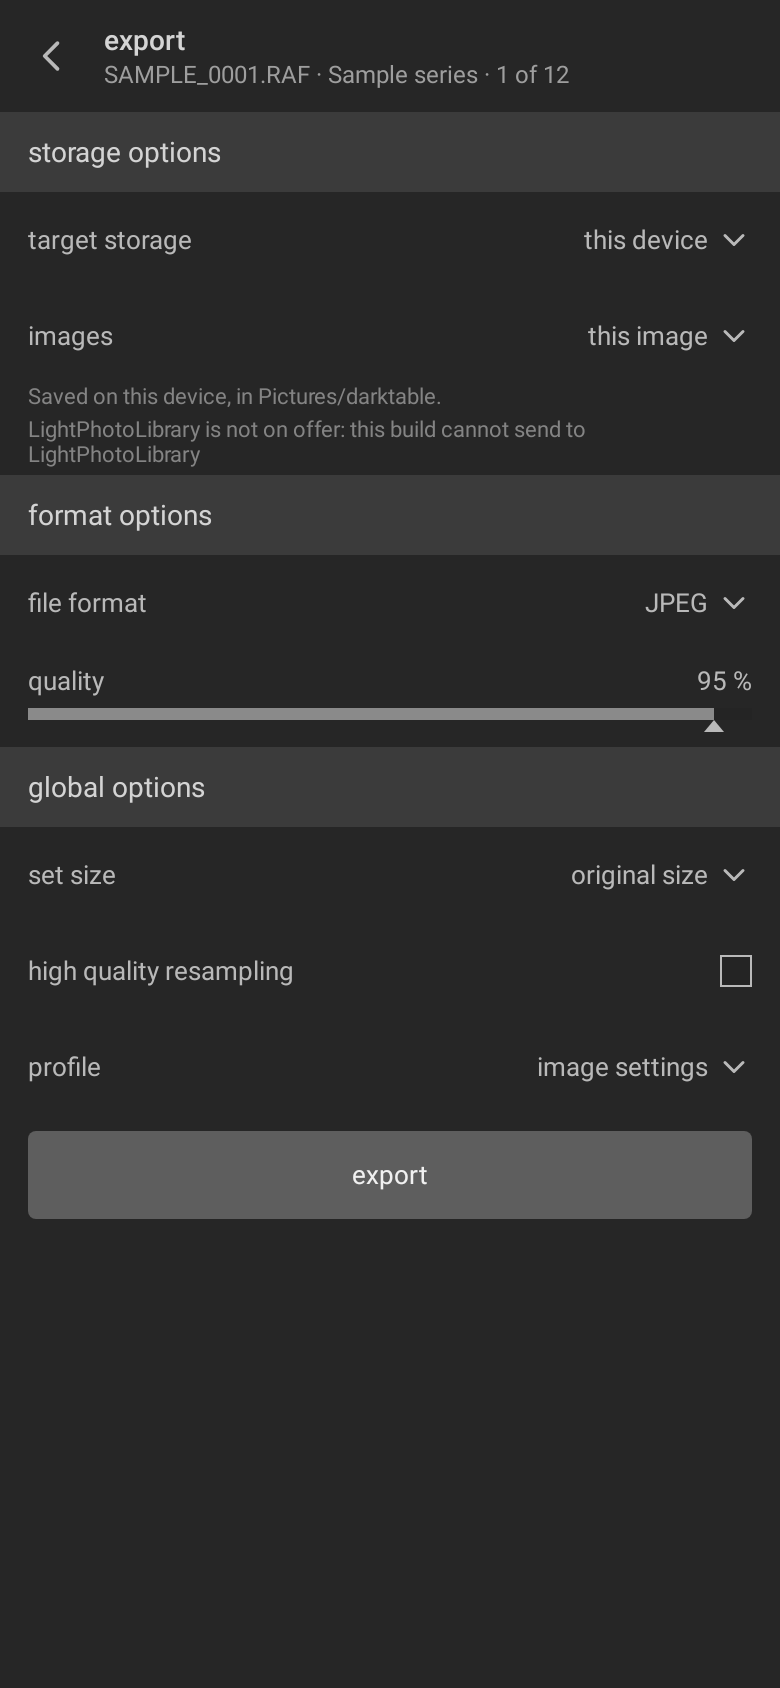 export
SAMPLE_0001.RAF · Sample series · 1 of 12
storage options
target storage this device
images this image
Saved on this device, in Pictures/darktable.
LightPhotoLibrary is not on offer: this build cannot send to
LightPhotoLibrary
format options
file format JPEG
quality 95 %
global options
set size original size
high quality resampling
profile image settings
export